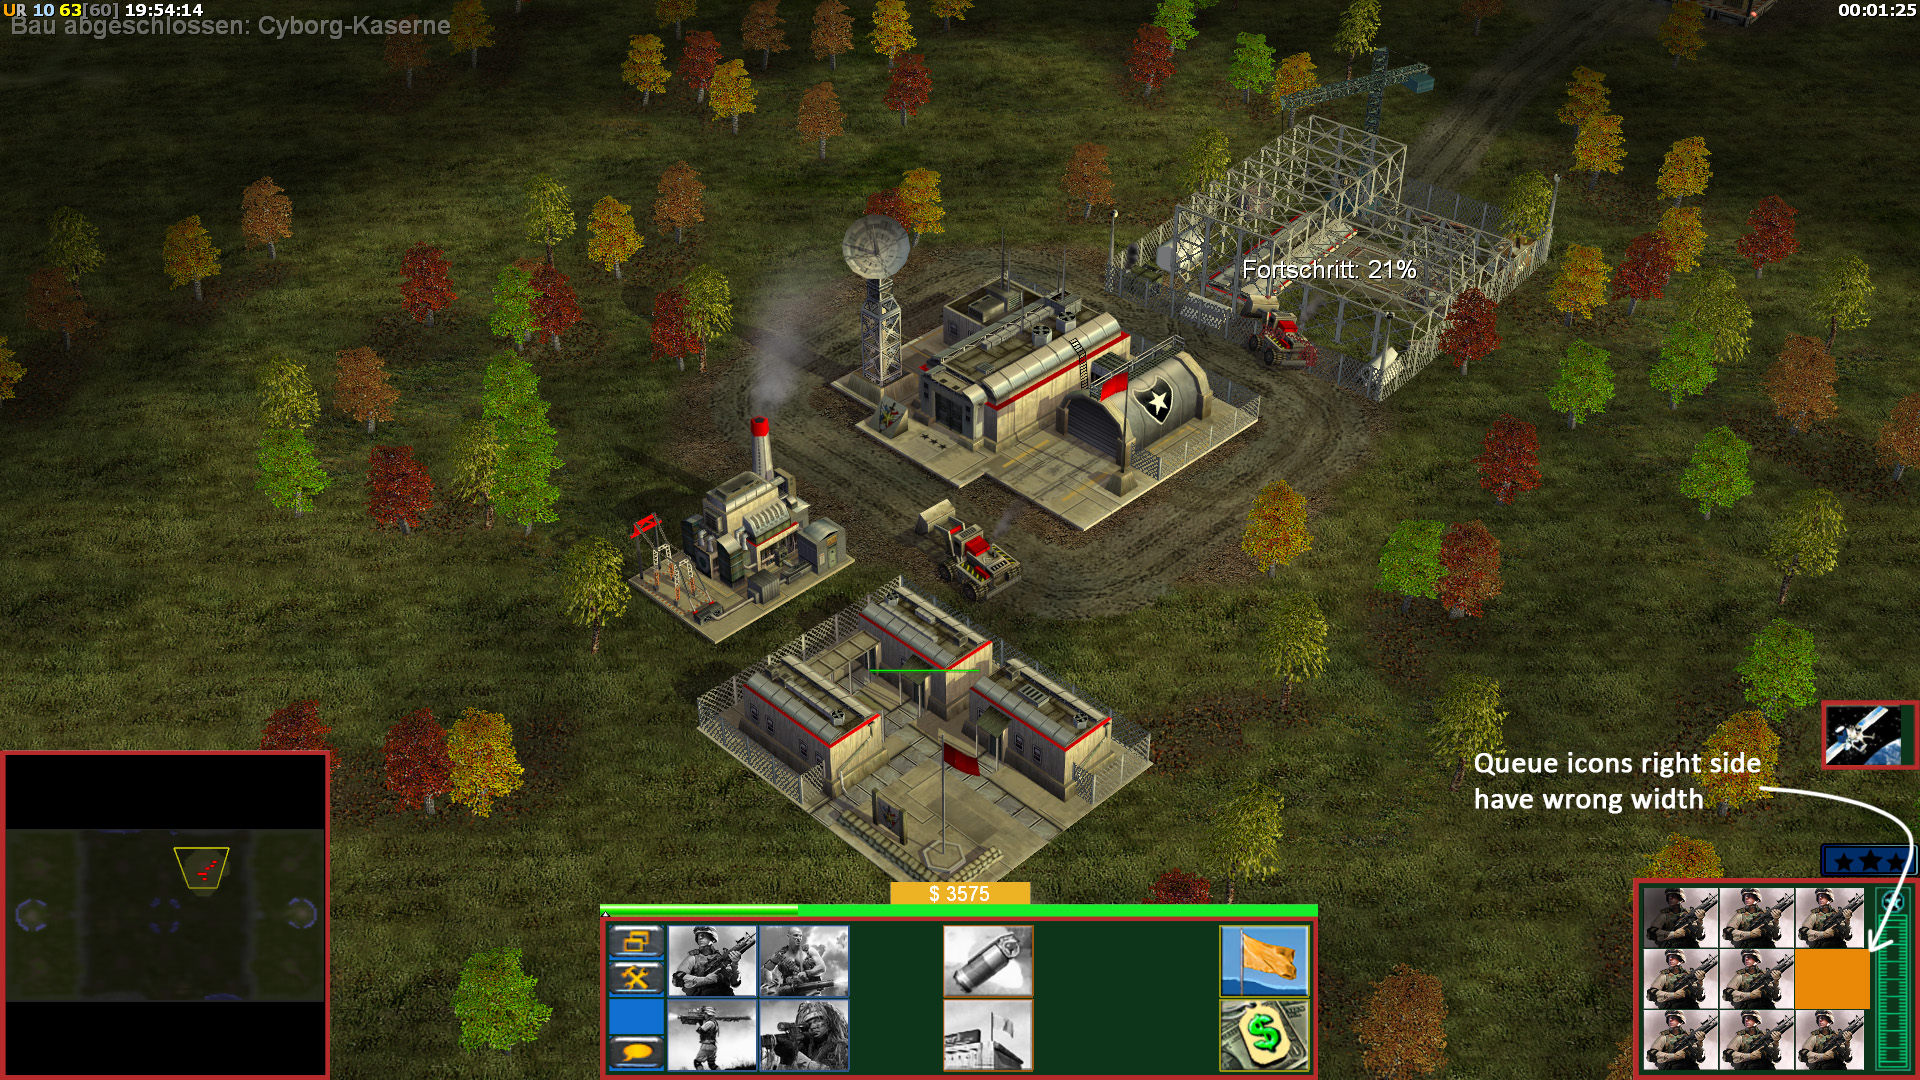 UR 10 63[60] 19:54:14
00:01:25
Bau abgeschlossen: Cyborg-Kaserne
Fortschritt: 21%
Queue icons right side
have wrong width
$ 3575